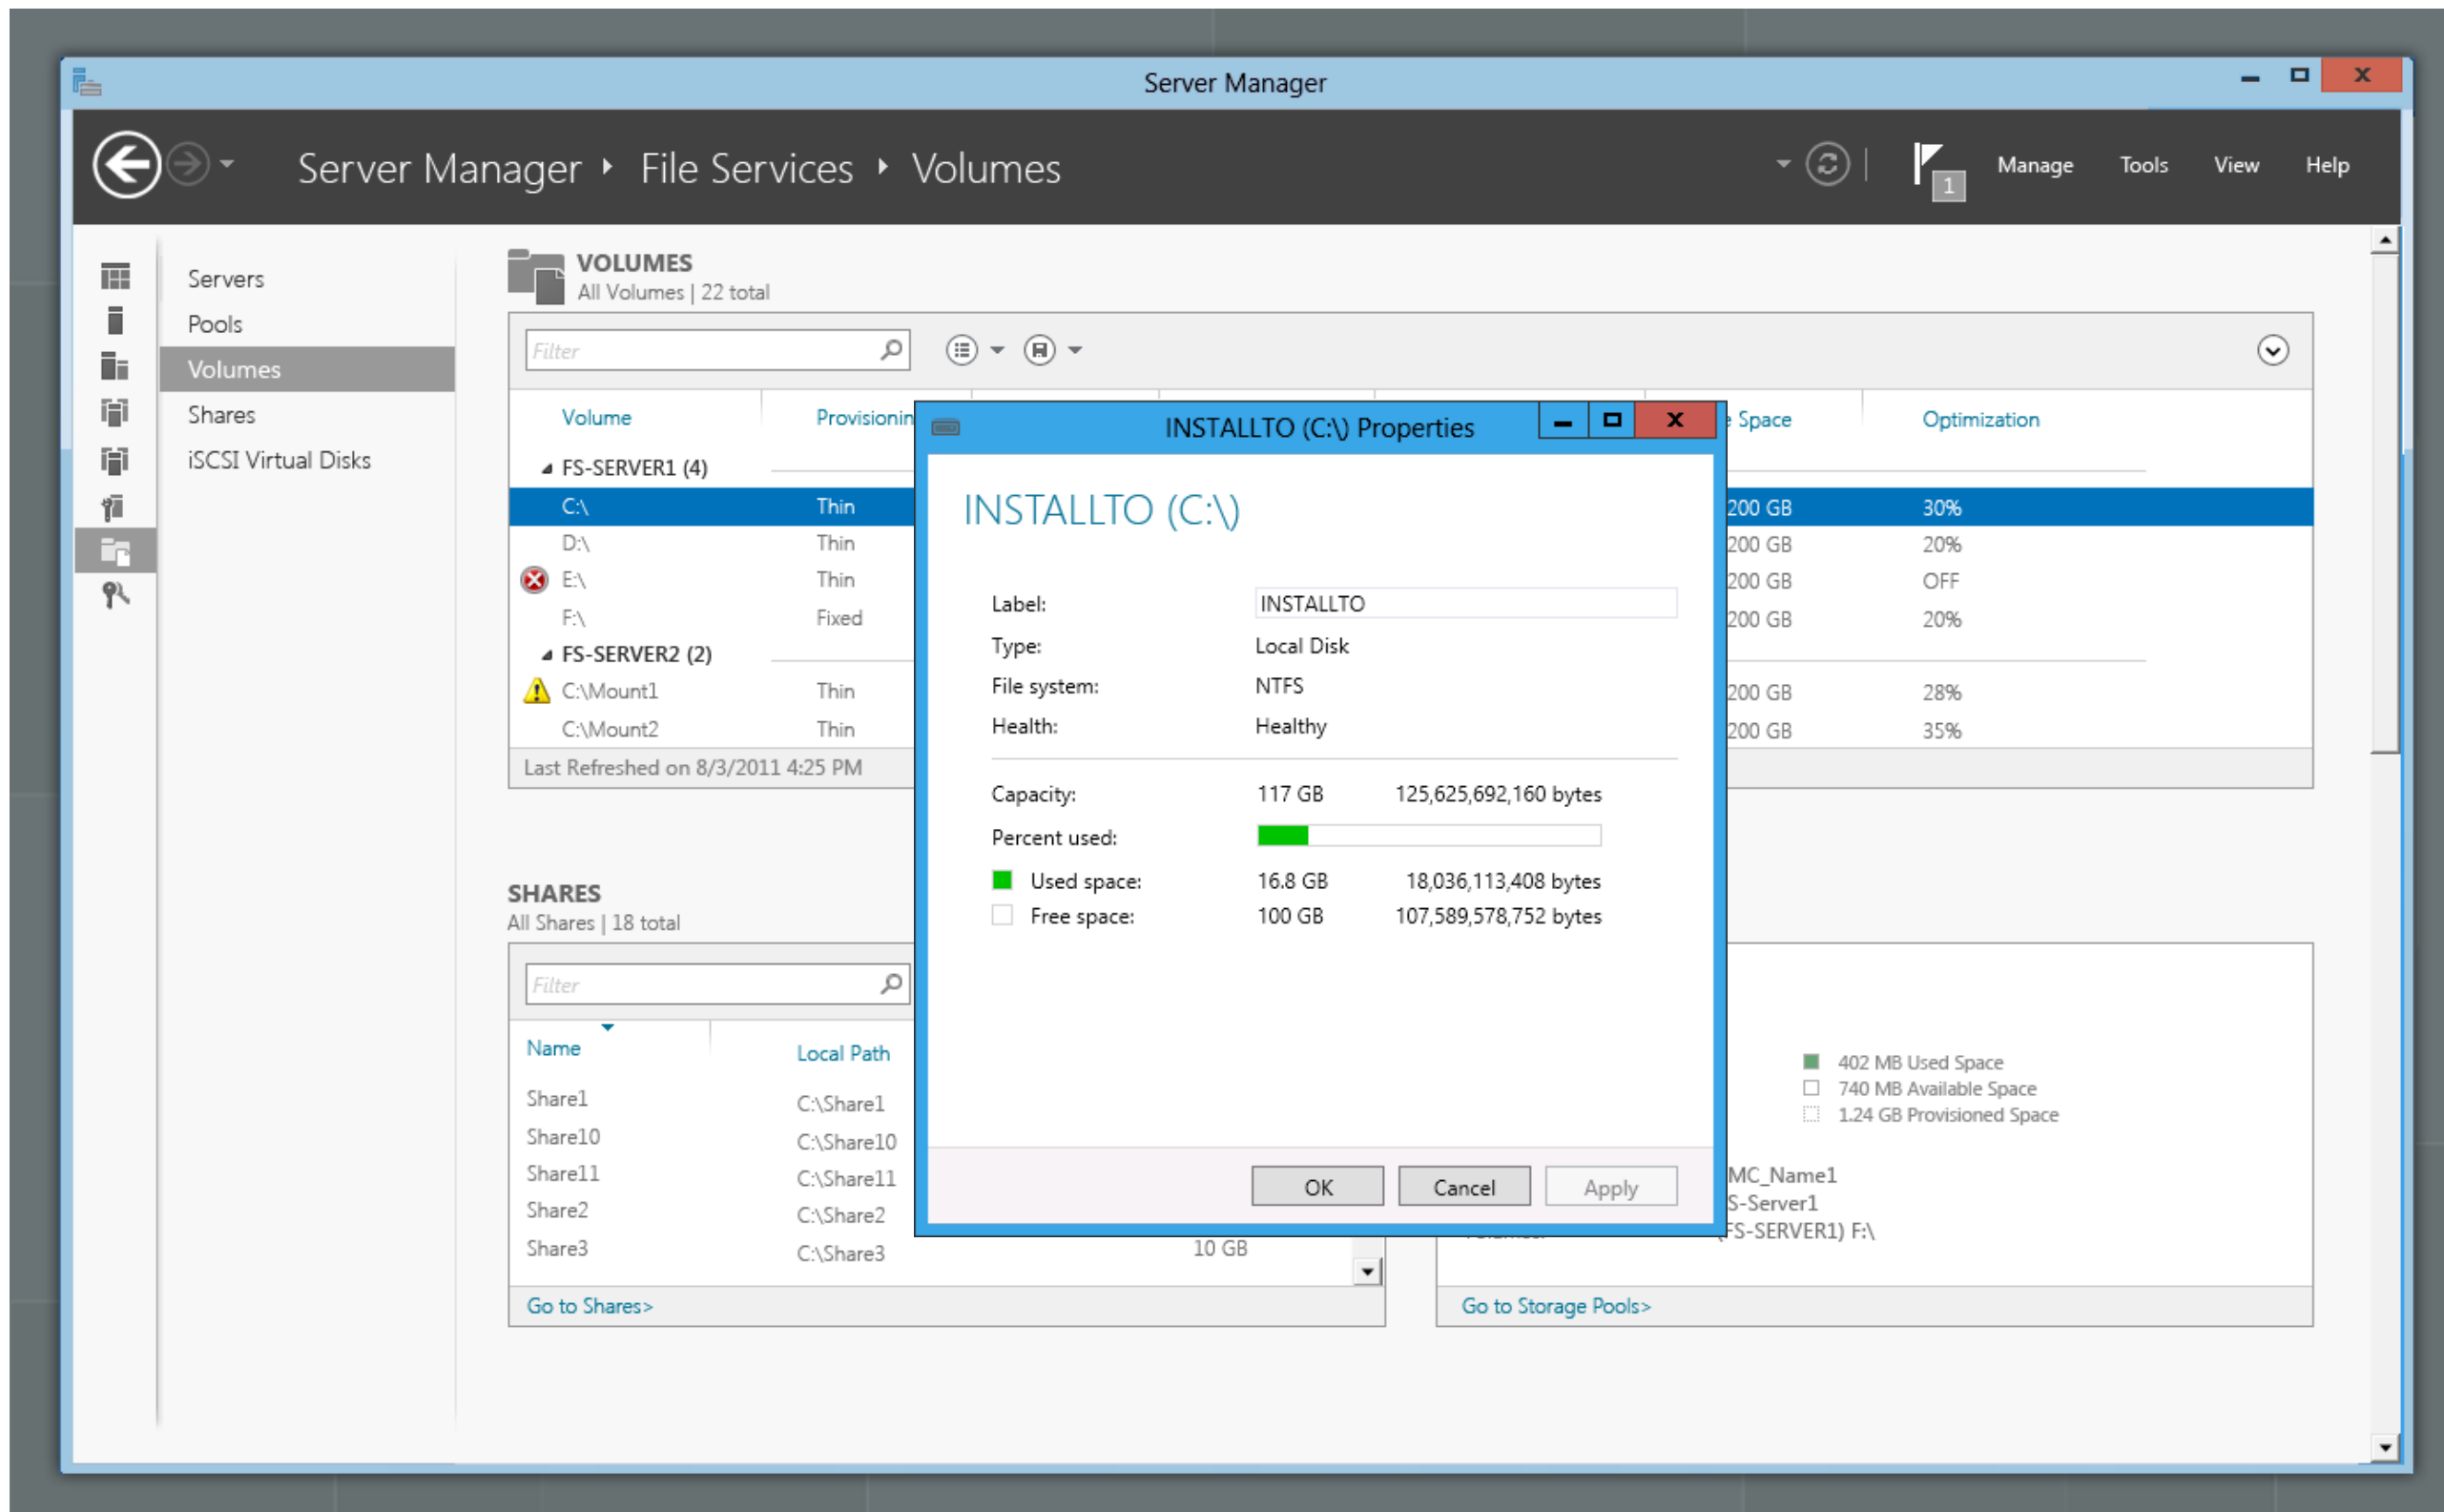 Server Manager
Server Manager File Services Volumes
1 Manage Tools View Help
Servers
Pools
Volumes
Shares
iSCSI Virtual Disks
VOLUMES
All Volumes | 22 total
Filter
Volume Space Optimization
FS-SERVER1 (4)
C:\ Thin 200 GB 30%
D:\ Thin 200 GB 20%
E:\ Thin 200 GB OFF
F:\ Fixed 200 GB 20%
FS-SERVER2 (2)
C:\Mount1 Thin 200 GB 28%
C:\Mount2 Thin 200 GB 35%
Last Refreshed on 8/3/2011 4:25 PM
INSTALLTO (C:\) Properties
INSTALLTO (C:\)
Label: INSTALLTO
Type: Local Disk
File system: NTFS
Health: Healthy
Capacity: 117 GB 125,625,692,160 bytes
Percent used:
Used space: 16.8 GB 18,036,113,408 bytes
Free space: 100 GB 107,589,578,752 bytes
OK Cancel Apply
SHARES
All Shares | 18 total
Filter
Name Local Path
Share1 C:\Share1
Share10 C:\Share10
Share11 C:\Share11
Share2 C:\Share2
Share3 C:\Share3 10 GB
Go to Shares>
402 MB Used Space
740 MB Available Space
1.24 GB Provisioned Space
MC_Name1
S-Server1
FS-SERVER1) F:\
Go to Storage Pools>